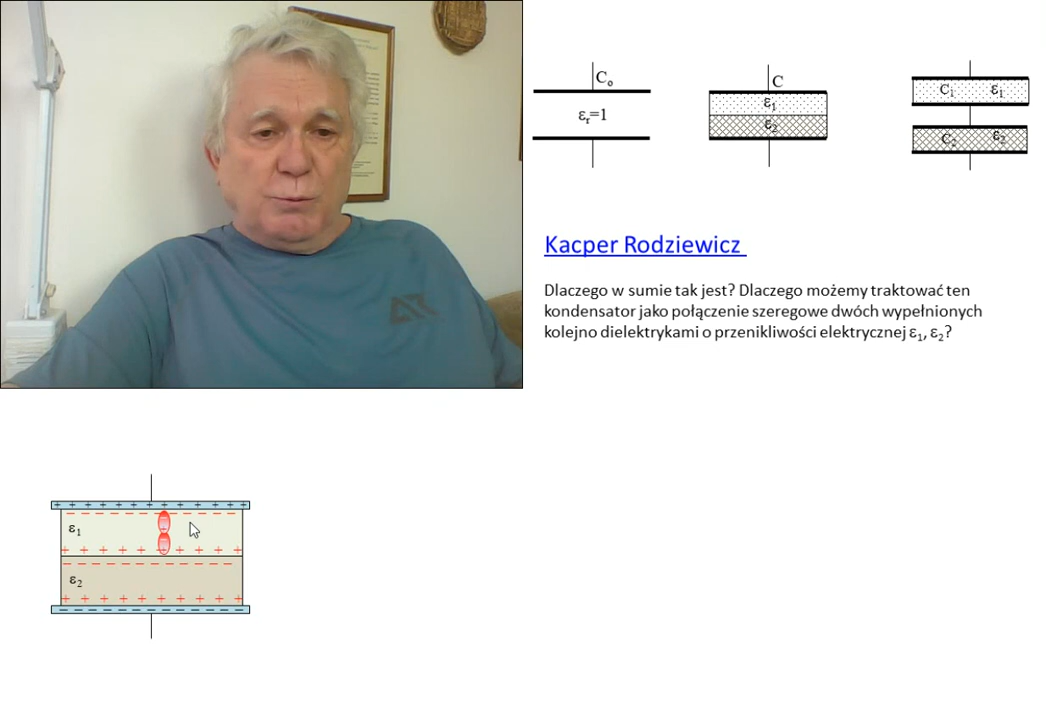 C₀
εᵣ=1
C
ε₁
ε₂
C₁ ε₁
C₂ ε₂
Kacper Rodziewicz
Dlaczego w sumie tak jest? Dlaczego możemy traktować ten
kondensator jako połączenie szeregowe dwóch wypełnionych
kolejno dielektrykami o przenikliwości elektrycznej ε₁, ε₂?
ε₁
ε₂